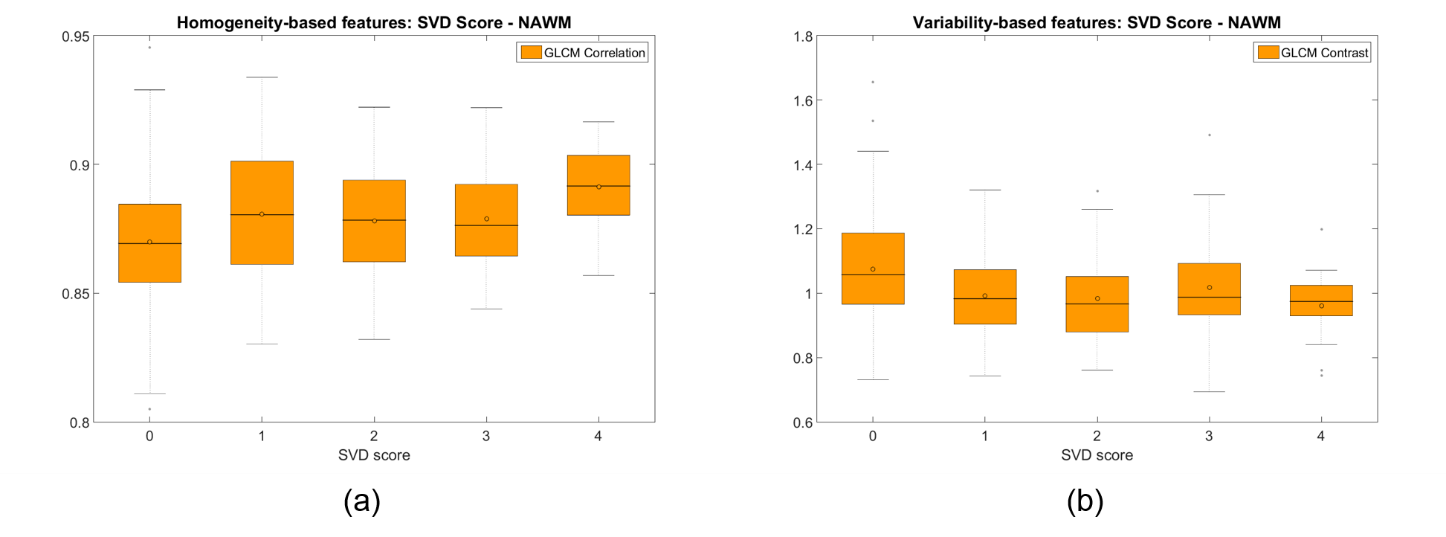 Homogeneity-based features: SVD Score - NAWM
0.95
GLCM Correlation
0.9
0.85
0.8
0
1
2
3
4
SVD score
(a)
Variability-based features: SVD Score - NAWM
1.8
GLCM Contrast
1.6
1.4
1.2
1
0.8
0.6
0
1
2
3
4
SVD score
(b)